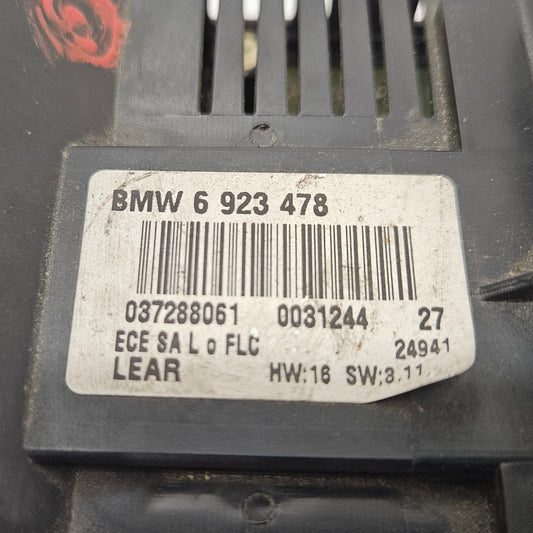 BMW 6 923 478
037288061 0031244 27
ECE SA L o FLC 24941
LEAR HW:16 SW:3.11